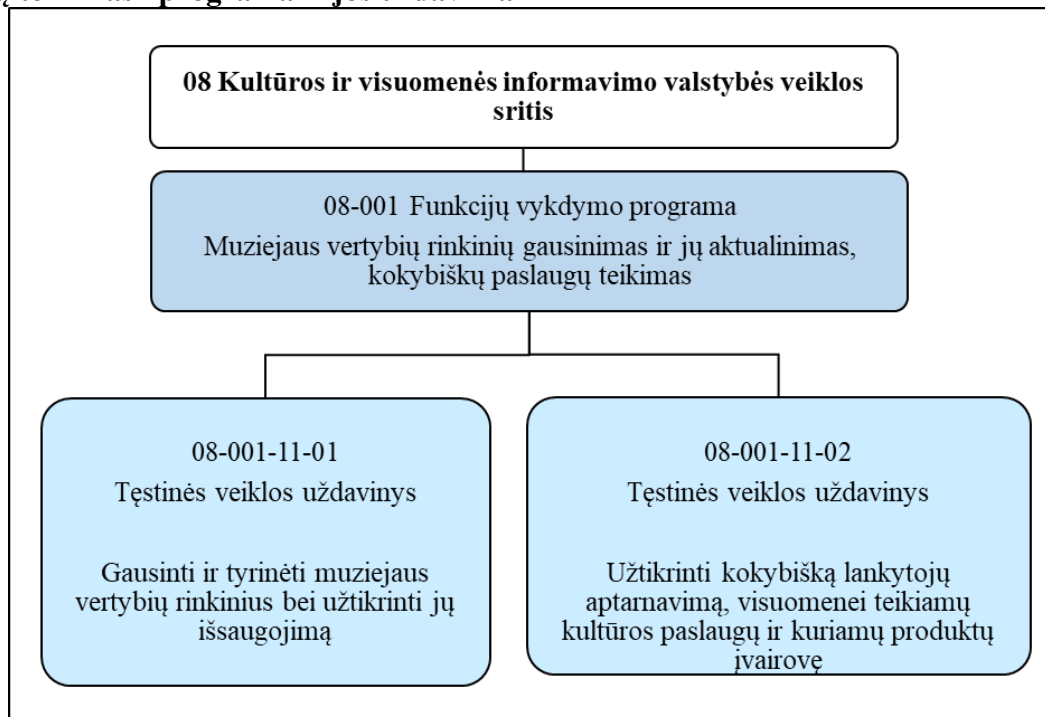 08 Kultūros ir visuomenės informavimo valstybės veiklos
sritis
08-001 Funkcijų vykdymo programa
Muziejaus vertybių rinkinių gausinimas ir jų aktualinimas,
kokybiškų paslaugų teikimas
08-001-11-01
Tęstinės veiklos uždavinys
Gausinti ir tyrinėti muziejaus
vertybių rinkinius bei užtikrinti jų
išsaugojimą
08-001-11-02
Tęstinės veiklos uždavinys
Užtikrinti kokybišką lankytojų
aptarnavimą, visuomenei teikiamų
kultūros paslaugų ir kuriamų produktų
įvairovę